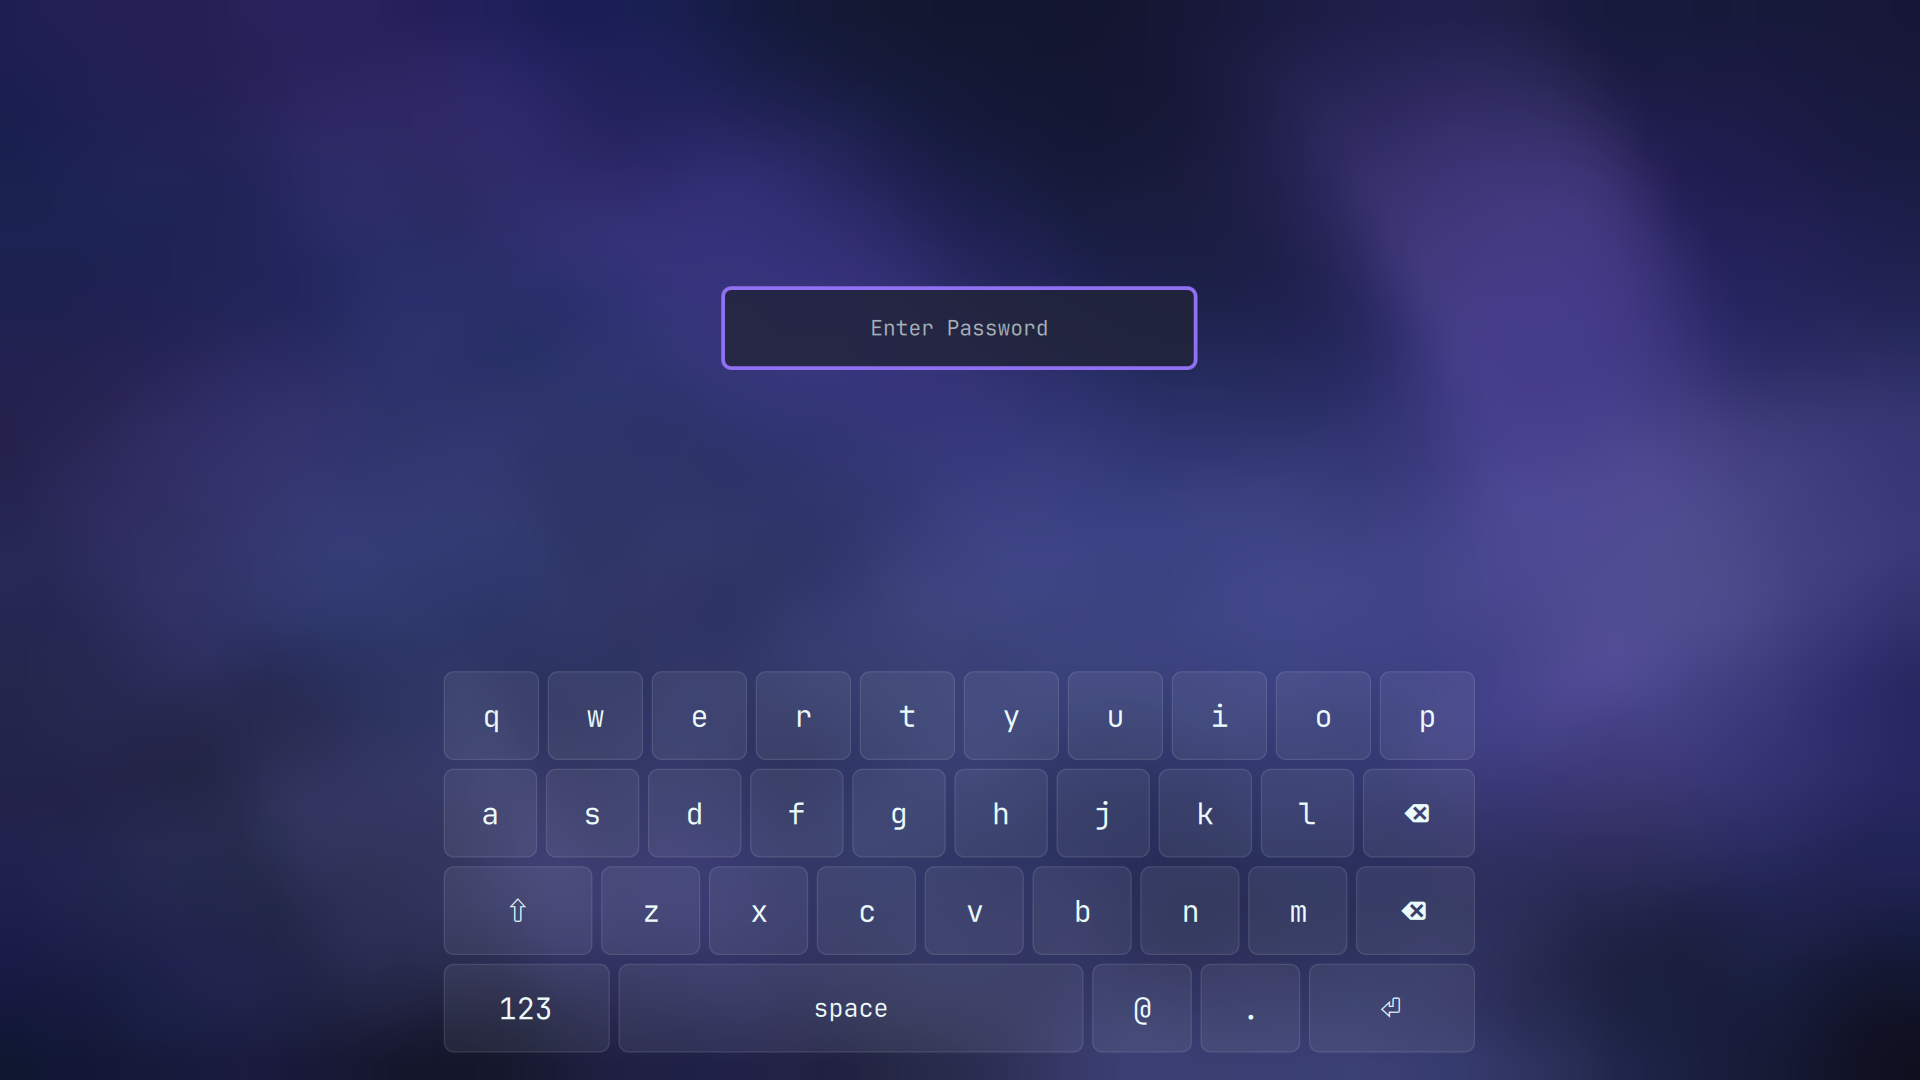 Enter Password
q w e r t y u i o p
a s d f g h j k l ⌫
⇧ z x c v b n m ⌫
123 space @ . ⏎